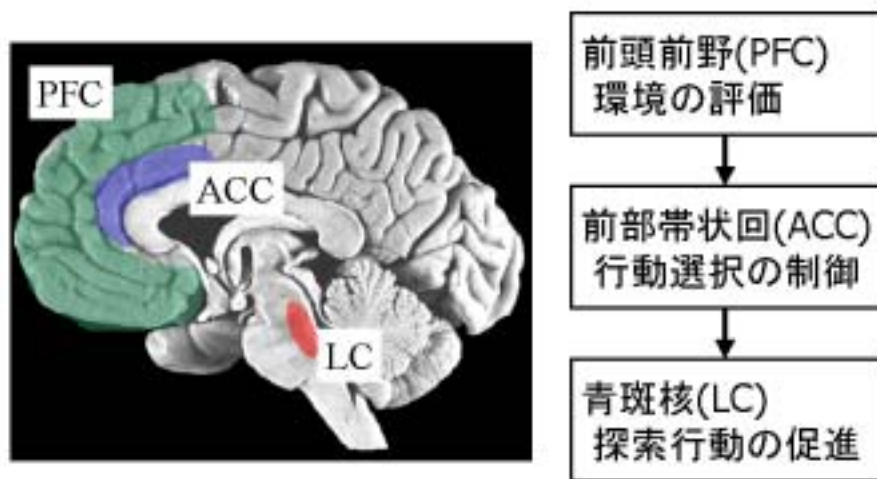 PFC
ACC
LC
前頭前野(PFC)
環境の評価
前部帯状回(ACC)
行動選択の制御
青斑核(LC)
探索行動の促進